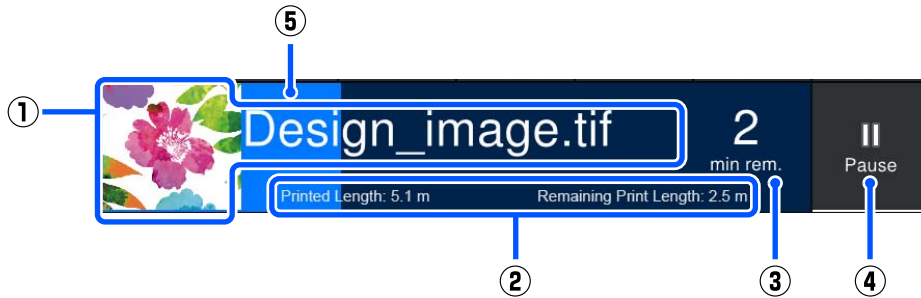 ⑤
①
Design_image.tif
2
min rem.
Pause
Printed Length: 5.1 m
Remaining Print Length: 2.5 m
②
③
④